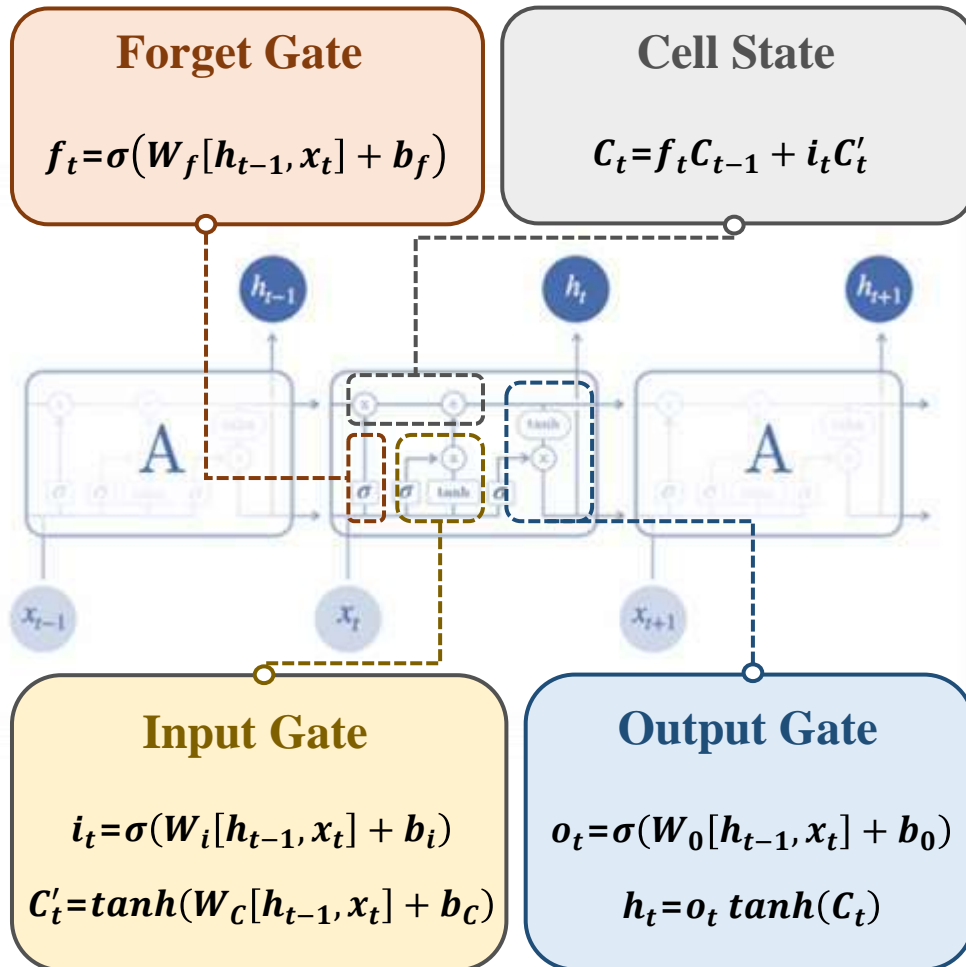 Forget Gate
f_t=σ(W_f[h_{t−1}, x_t] + b_f)
Cell State
C_t=f_tC_{t−1} + i_tC′_t
h_{t−1}
h_t
h_{t+1}
A
x
+
tanh
x
x
σ
σ
tanh
σ
A
x_{t−1}
x_t
x_{t+1}
Input Gate
i_t=σ(W_i[h_{t−1}, x_t] + b_i)
C′_t=tanh(W_C[h_{t−1}, x_t] + b_C)
Output Gate
o_t=σ(W_0[h_{t−1}, x_t] + b_0)
h_t=o_t tanh(C_t)